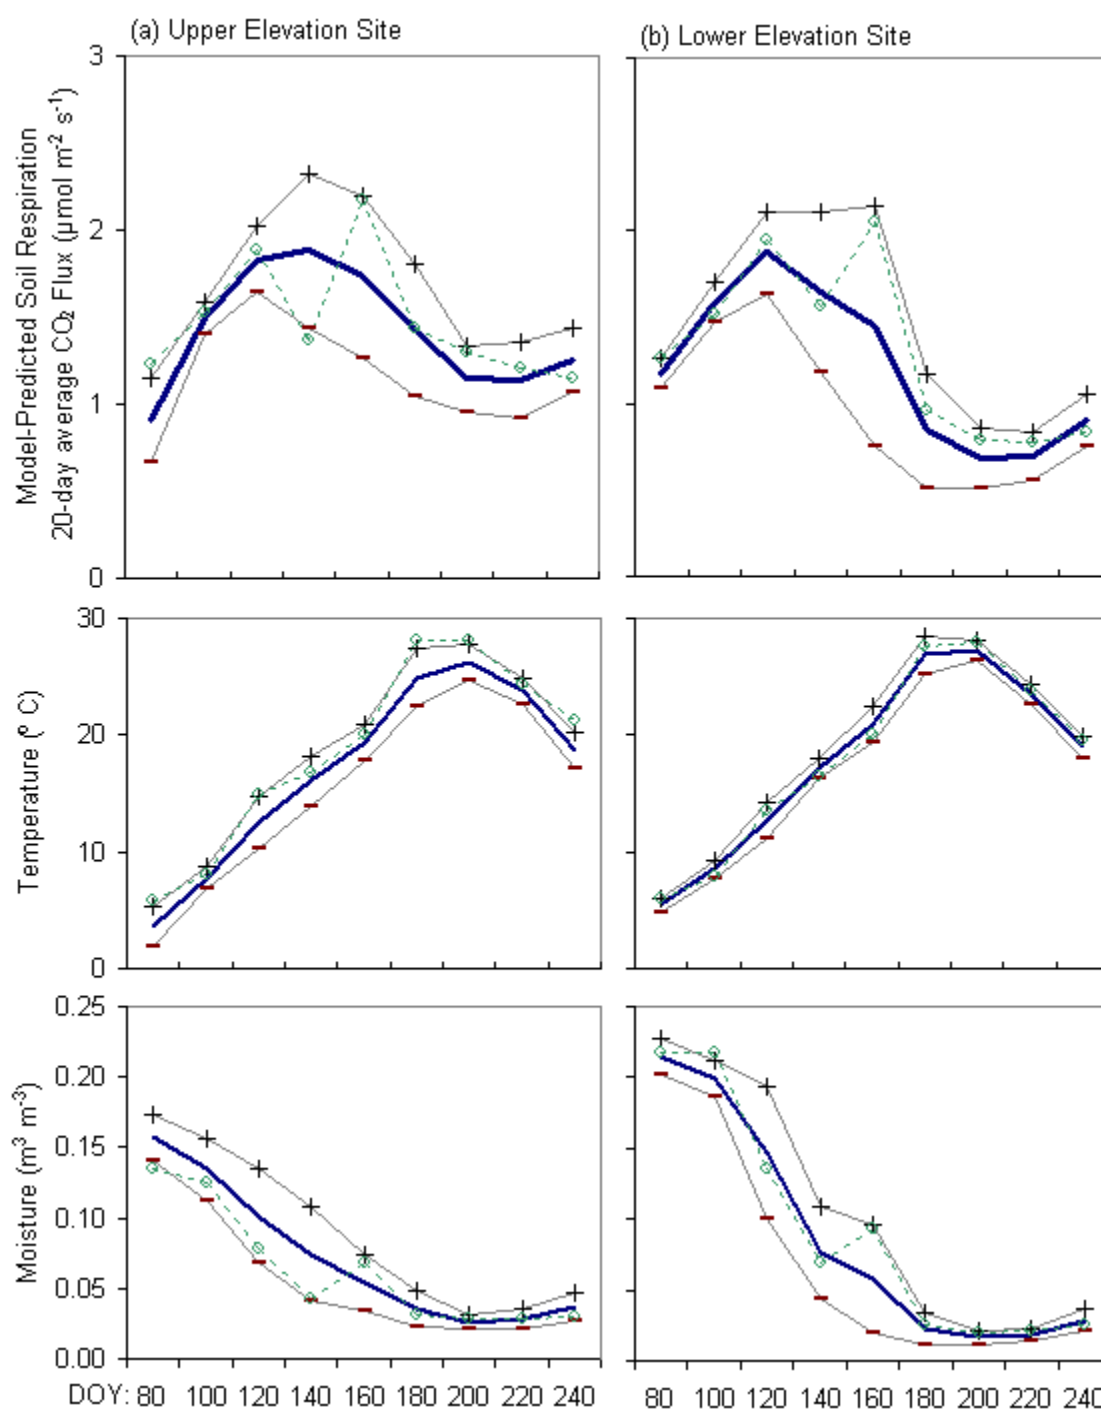 (a) Upper Elevation Site
(b) Lower Elevation Site
Model-Predicted Soil Respiration
20-day average CO₂ Flux (µmol m⁻² s⁻¹)
3
2
1
0
Temperature (º C)
30
20
10
0
Moisture (m³ m⁻³)
0.25
0.20
0.15
0.10
0.05
0.00
DOY: 80 100 120 140 160 180 200 220 240
80 100 120 140 160 180 200 220 240